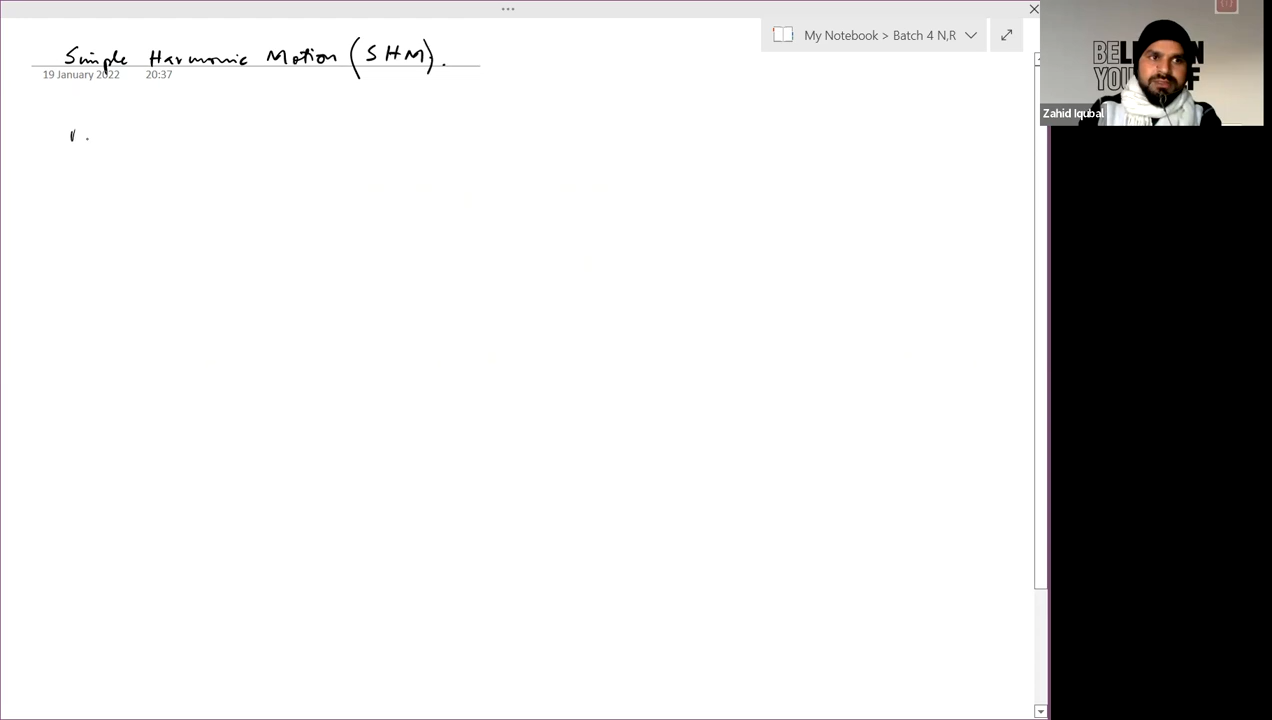 My Notebook > Batch 4 N,R
Simple Harmonic Motion (SHM).
19 January 2022 20:37
Zahid Iqubal